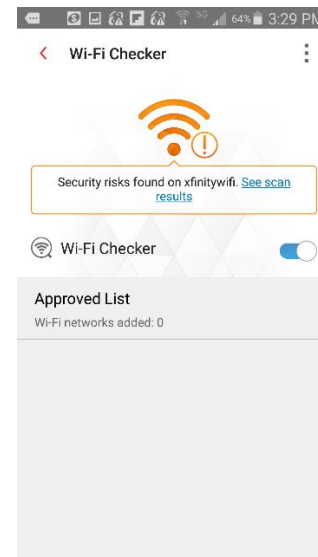 64% 3:29 PM
Wi-Fi Checker
Security risks found on xfinitywifi. See scan
results
Wi-Fi Checker
Approved List
Wi-Fi networks added: 0